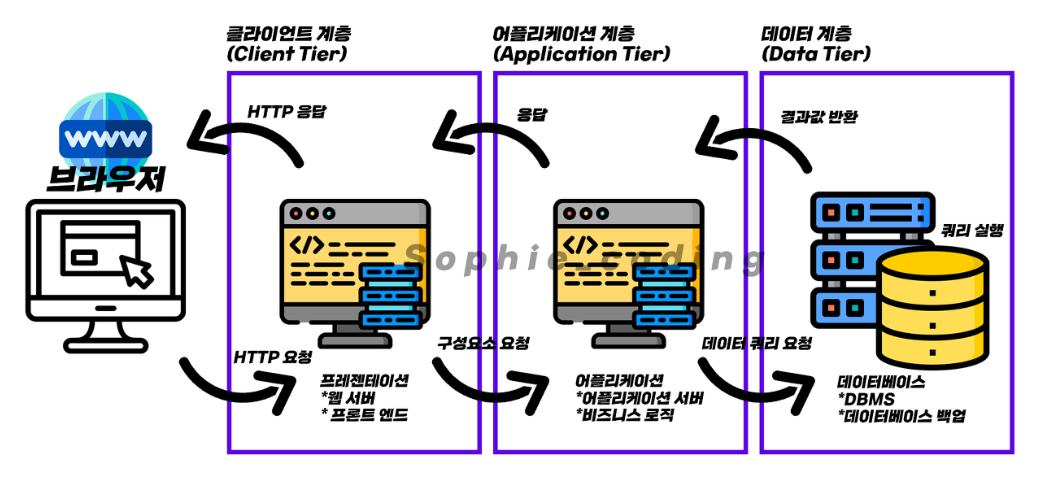 클라이언트 계층
(Client Tier)
어플리케이션 계층
(Application Tier)
데이터 계층
(Data Tier)
HTTP 응답
응답
결과값 반환
WWW
브라우저
</>
</>
쿼리 실행
Sophie_coding
HTTP 요청
구성요소 요청
데이터 쿼리 요청
프레젠테이션
*웹 서버
* 프론트 엔드
어플리케이션
*어플리케이션 서버
*비즈니스 로직
데이터베이스
*DBMS
*데이터베이스 백업